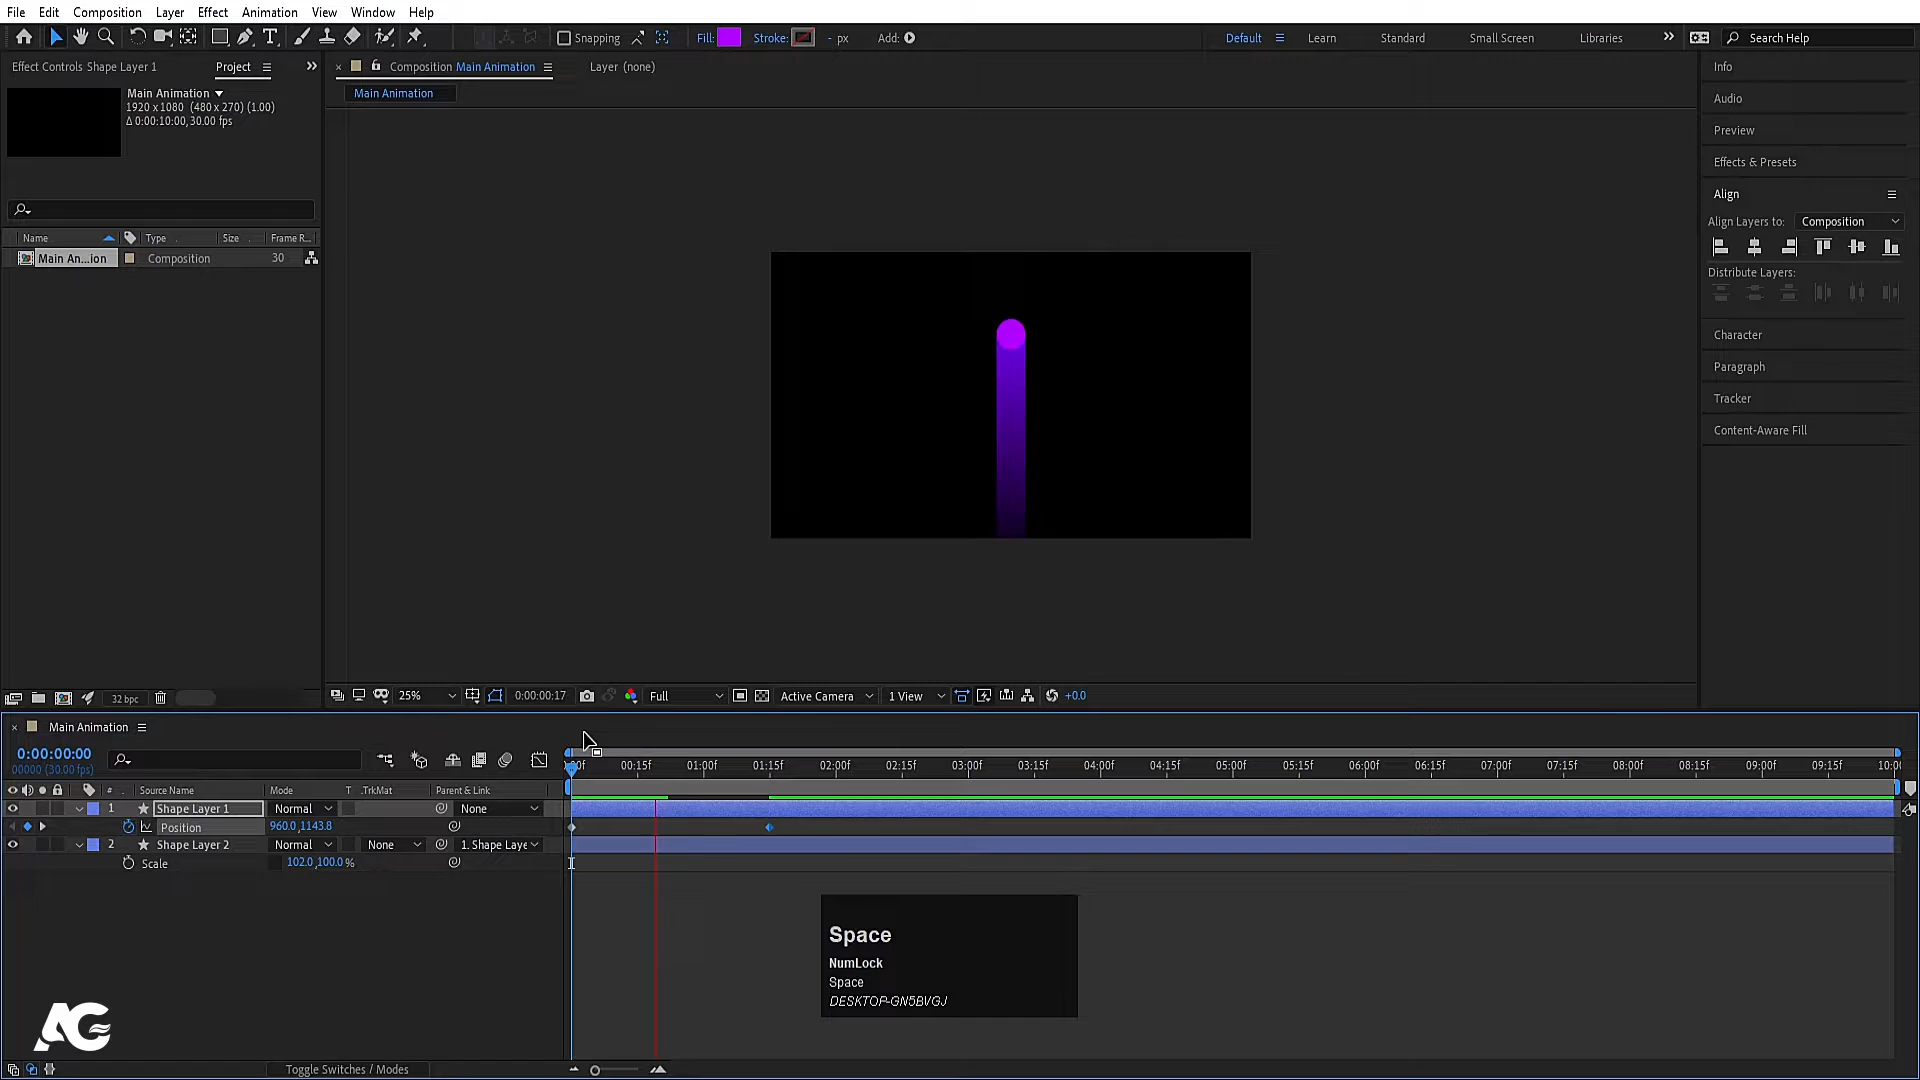 File Edit Composition Layer Effect Animation View Window Help
Snapping Fill: Stroke: - px Add: Default Learn Standard Small Screen Libraries Search Help
Effect Controls Shape Layer 1 Project
Composition Main Animation Layer (none)
Main Animation
Main Animation
1920 x 1080 (480 x 270) (1.00)
Δ 0:00:10:00, 30.00 fps
Name Type Size Frame R...
Main An...ion Composition 30
Info
Audio
Preview
Effects & Presets
Align
Align Layers to: Composition
Distribute Layers:
Character
Paragraph
Tracker
Content-Aware Fill
32 bpc 25% 0:00:00:17 Full Active Camera 1 View +0.0
Main Animation
0:00:00:00
00000 (30.00 fps)
00:15f 01:00f 01:15f 02:00f 02:15f 03:00f 03:15f 04:00f 04:15f 05:00f 05:15f 06:00f 06:15f 07:00f 07:15f 08:00f 08:15f 09:00f 09:15f 10:00
# Source Name Mode T .TrkMat Parent & Link
1 Shape Layer 1 Normal None
Position 960.0,1143.8
2 Shape Layer 2 Normal None 1. Shape Laye
Scale 102.0,100.0%
Space
NumLock
Space
DESKTOP-GN5BVGJ
AG
Toggle Switches / Modes